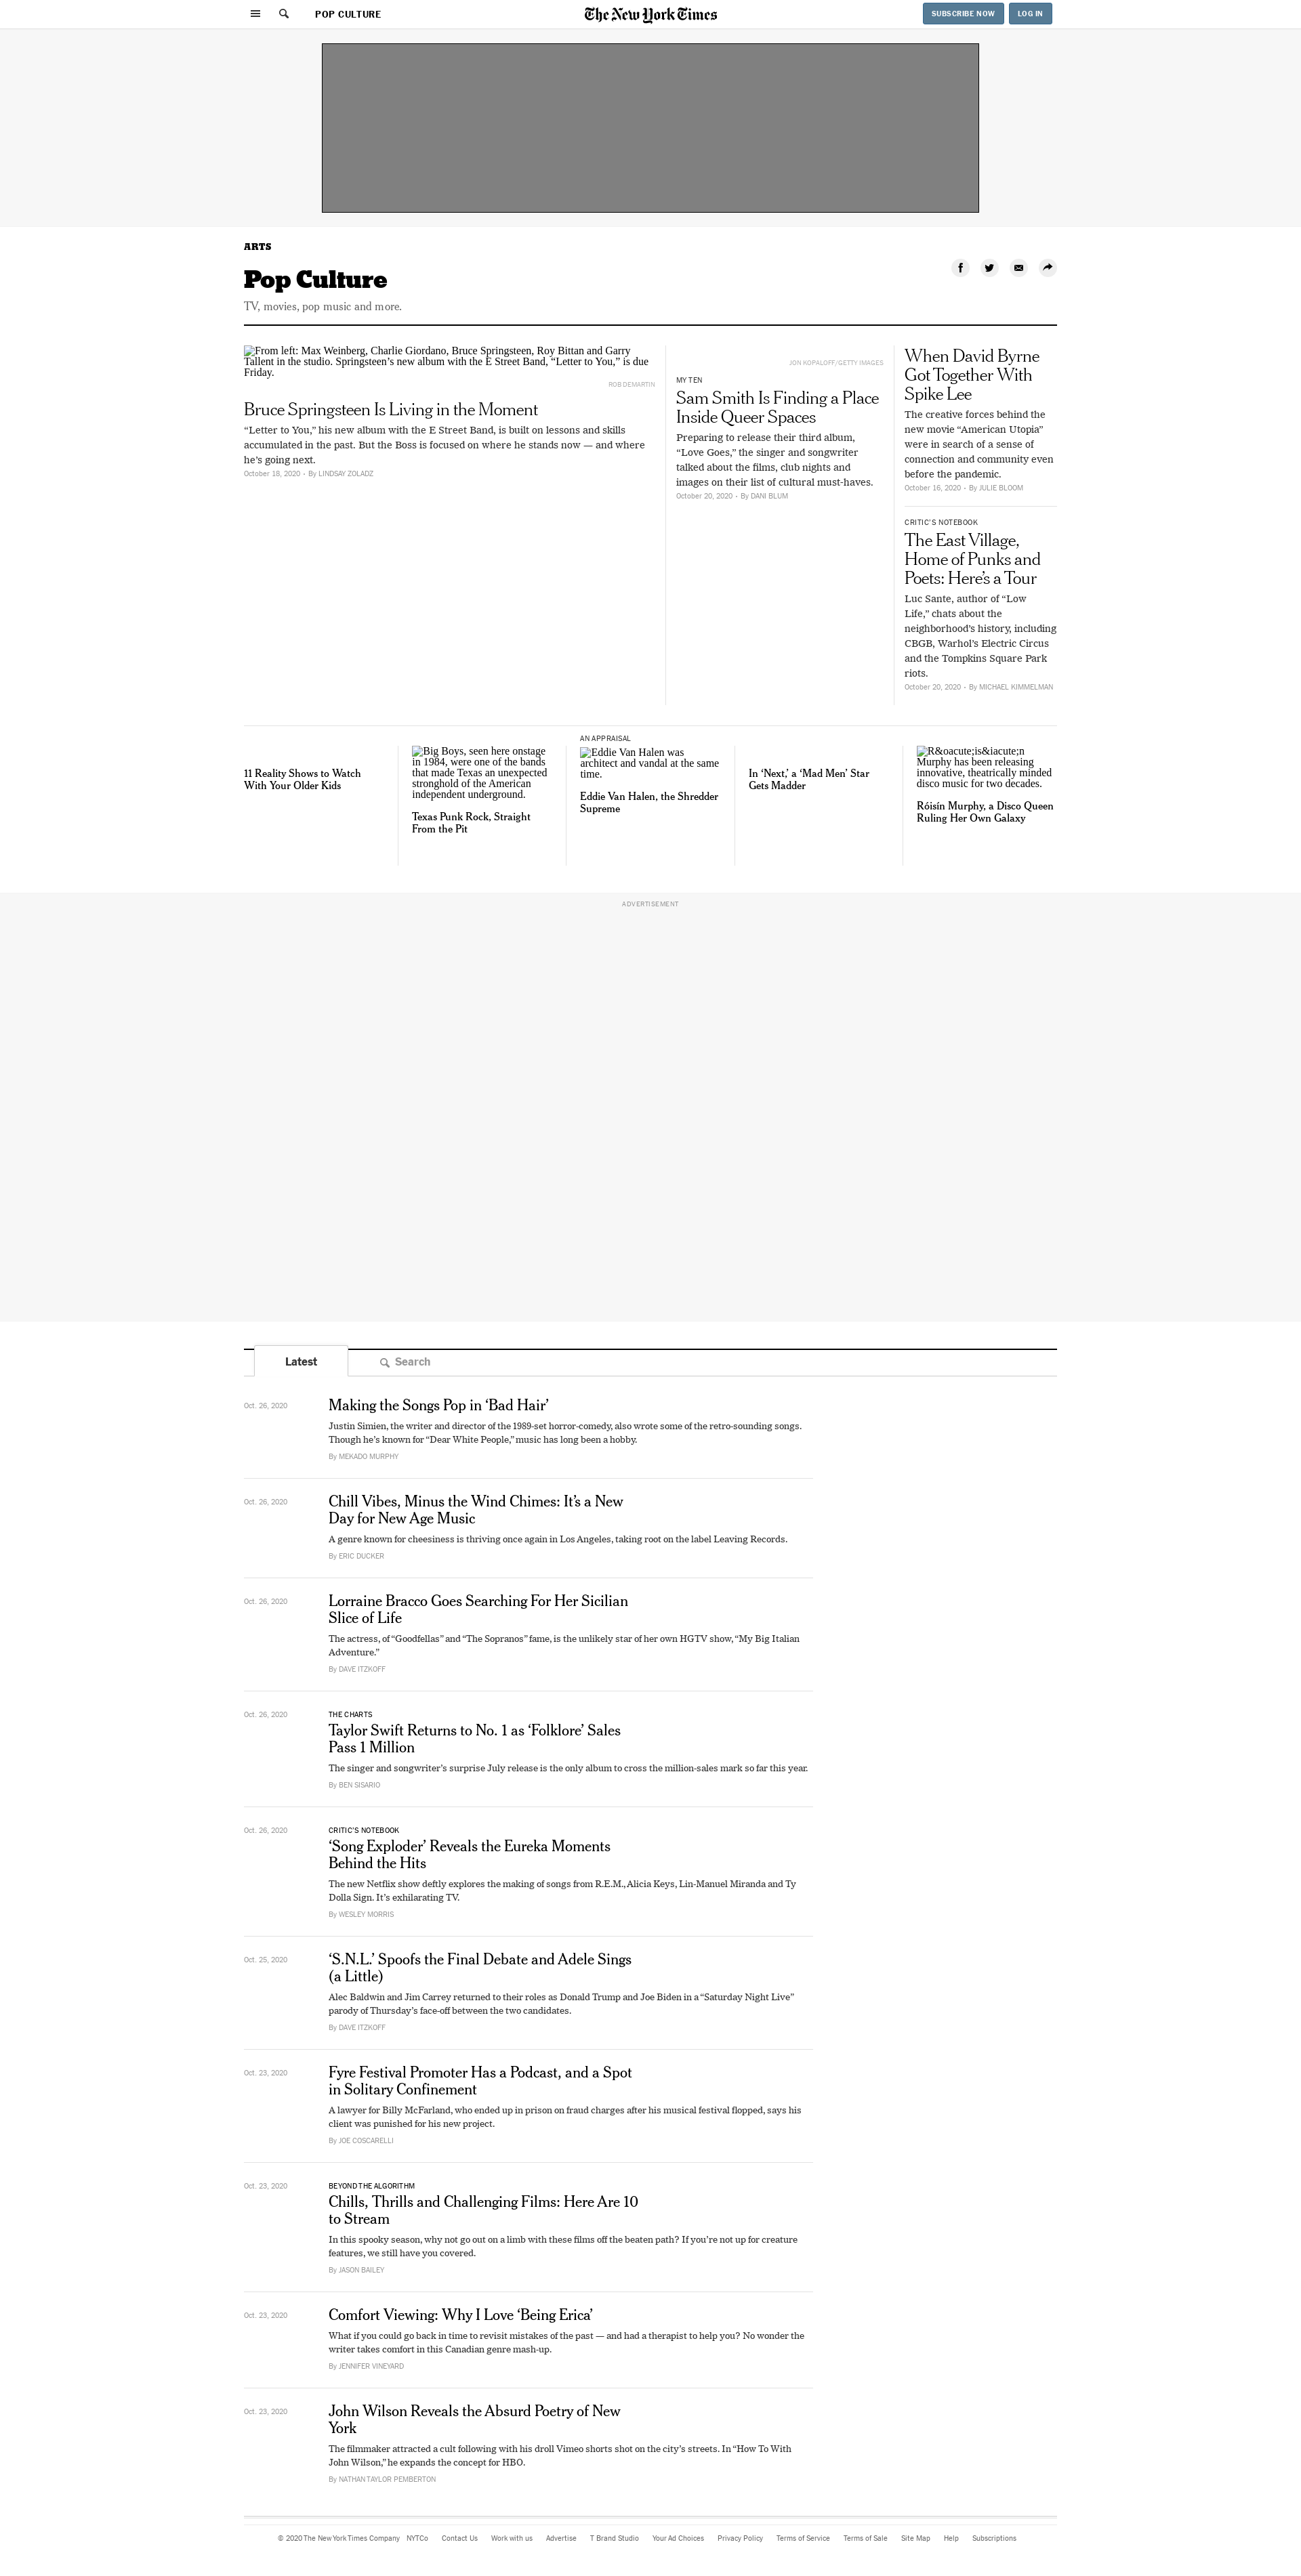 POP CULTURE
The New York Times
SUBSCRIBE NOW
LOG IN
ARTS
Pop Culture
TV, movies, pop music and more.
From left: Max Weinberg, Charlie Giordano, Bruce Springsteen, Roy Bittan and Garry
Tallent in the studio. Springsteen’s new album with the E Street Band, “Letter to You,” is due
Friday.
ROB DEMARTIN
Bruce Springsteen Is Living in the Moment
“Letter to You,” his new album with the E Street Band, is built on lessons and skills
accumulated in the past. But the Boss is focused on where he stands now — and where
he’s going next.
October 18, 2020 - By LINDSAY ZOLADZ
JON KOPALOFF/GETTY IMAGES
MY TEN
Sam Smith Is Finding a Place
Inside Queer Spaces
Preparing to release their third album,
“Love Goes,” the singer and songwriter
talked about the films, club nights and
images on their list of cultural must-haves.
October 20, 2020 - By DANI BLUM
When David Byrne
Got Together With
Spike Lee
The creative forces behind the
new movie “American Utopia”
were in search of a sense of
connection and community even
before the pandemic.
October 16, 2020 - By JULIE BLOOM
CRITIC’S NOTEBOOK
The East Village,
Home of Punks and
Poets: Here’s a Tour
Luc Sante, author of “Low
Life,” chats about the
neighborhood’s history, including
CBGB, Warhol’s Electric Circus
and the Tompkins Square Park
riots.
October 20, 2020 - By MICHAEL KIMMELMAN
11 Reality Shows to Watch
With Your Older Kids
Big Boys, seen here onstage
in 1984, were one of the bands
that made Texas an unexpected
stronghold of the American
independent underground.
Texas Punk Rock, Straight
From the Pit
AN APPRAISAL
Eddie Van Halen was
architect and vandal at the same
time.
Eddie Van Halen, the Shredder
Supreme
In ‘Next,’ a ‘Mad Men’ Star
Gets Madder
R&oacute;is&iacute;n
Murphy has been releasing
innovative, theatrically minded
disco music for two decades.
Róisín Murphy, a Disco Queen
Ruling Her Own Galaxy
ADVERTISEMENT
Latest
Search
Oct. 26, 2020
Making the Songs Pop in ‘Bad Hair’
Justin Simien, the writer and director of the 1989-set horror-comedy, also wrote some of the retro-sounding songs.
Though he’s known for “Dear White People,” music has long been a hobby.
By MEKADO MURPHY
Oct. 26, 2020
Chill Vibes, Minus the Wind Chimes: It’s a New
Day for New Age Music
A genre known for cheesiness is thriving once again in Los Angeles, taking root on the label Leaving Records.
By ERIC DUCKER
Oct. 26, 2020
Lorraine Bracco Goes Searching For Her Sicilian
Slice of Life
The actress, of “Goodfellas” and “The Sopranos” fame, is the unlikely star of her own HGTV show, “My Big Italian
Adventure.”
By DAVE ITZKOFF
Oct. 26, 2020
THE CHARTS
Taylor Swift Returns to No. 1 as ‘Folklore’ Sales
Pass 1 Million
The singer and songwriter’s surprise July release is the only album to cross the million-sales mark so far this year.
By BEN SISARIO
Oct. 26, 2020
CRITIC’S NOTEBOOK
‘Song Exploder’ Reveals the Eureka Moments
Behind the Hits
The new Netflix show deftly explores the making of songs from R.E.M., Alicia Keys, Lin-Manuel Miranda and Ty
Dolla Sign. It’s exhilarating TV.
By WESLEY MORRIS
Oct. 25, 2020
‘S.N.L.’ Spoofs the Final Debate and Adele Sings
(a Little)
Alec Baldwin and Jim Carrey returned to their roles as Donald Trump and Joe Biden in a “Saturday Night Live”
parody of Thursday’s face-off between the two candidates.
By DAVE ITZKOFF
Oct. 23, 2020
Fyre Festival Promoter Has a Podcast, and a Spot
in Solitary Confinement
A lawyer for Billy McFarland, who ended up in prison on fraud charges after his musical festival flopped, says his
client was punished for his new project.
By JOE COSCARELLI
Oct. 23, 2020
BEYOND THE ALGORITHM
Chills, Thrills and Challenging Films: Here Are 10
to Stream
In this spooky season, why not go out on a limb with these films off the beaten path? If you’re not up for creature
features, we still have you covered.
By JASON BAILEY
Oct. 23, 2020
Comfort Viewing: Why I Love ‘Being Erica’
What if you could go back in time to revisit mistakes of the past — and had a therapist to help you? No wonder the
writer takes comfort in this Canadian genre mash-up.
By JENNIFER VINEYARD
Oct. 23, 2020
John Wilson Reveals the Absurd Poetry of New
York
The filmmaker attracted a cult following with his droll Vimeo shorts shot on the city’s streets. In “How To With
John Wilson,” he expands the concept for HBO.
By NATHAN TAYLOR PEMBERTON
© 2020 The New York Times Company NYTCo Contact Us Work with us Advertise T Brand Studio Your Ad Choices Privacy Policy Terms of Service Terms of Sale Site Map Help Subscriptions